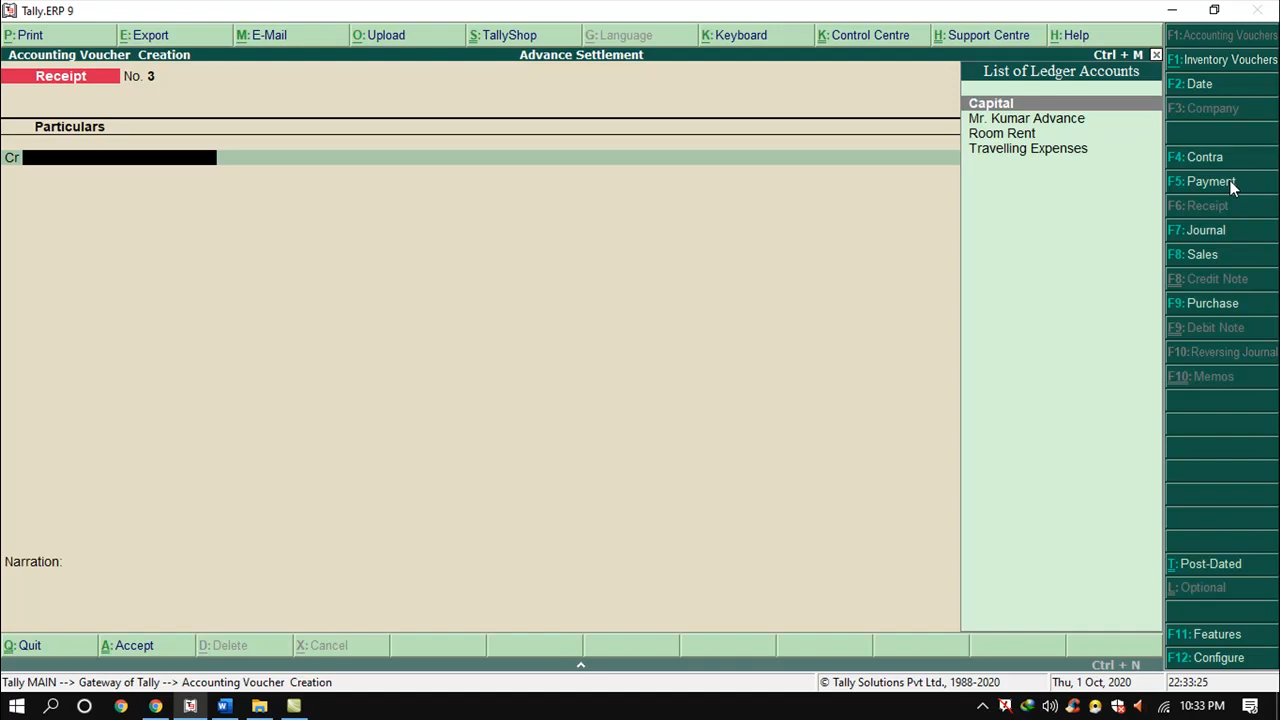 Tally.ERP 9
P: Print
E: Export
M: E-Mail
O: Upload
S: TallyShop
G: Language
K: Keyboard
K: Control Centre
H: Support Centre
H: Help
Accounting Voucher Creation
Advance Settlement
Ctrl + M
Receipt No. 3
Particulars
Cr
Narration:
List of Ledger Accounts
Capital
Mr. Kumar Advance
Room Rent
Travelling Expenses
F1: Accounting Vouchers
F1: Inventory Vouchers
F2: Date
F3: Company
F4: Contra
F5: Payment
F6: Receipt
F7: Journal
F8: Sales
F8: Credit Note
F9: Purchase
F9: Debit Note
F10: Reversing Journal
F10: Memos
T: Post-Dated
L: Optional
F11: Features
F12: Configure
Q: Quit
A: Accept
D: Delete
X: Cancel
Ctrl + N
Tally MAIN --> Gateway of Tally --> Accounting Voucher Creation
© Tally Solutions Pvt Ltd., 1988-2020
Thu, 1 Oct, 2020
22:33:25
10:33 PM